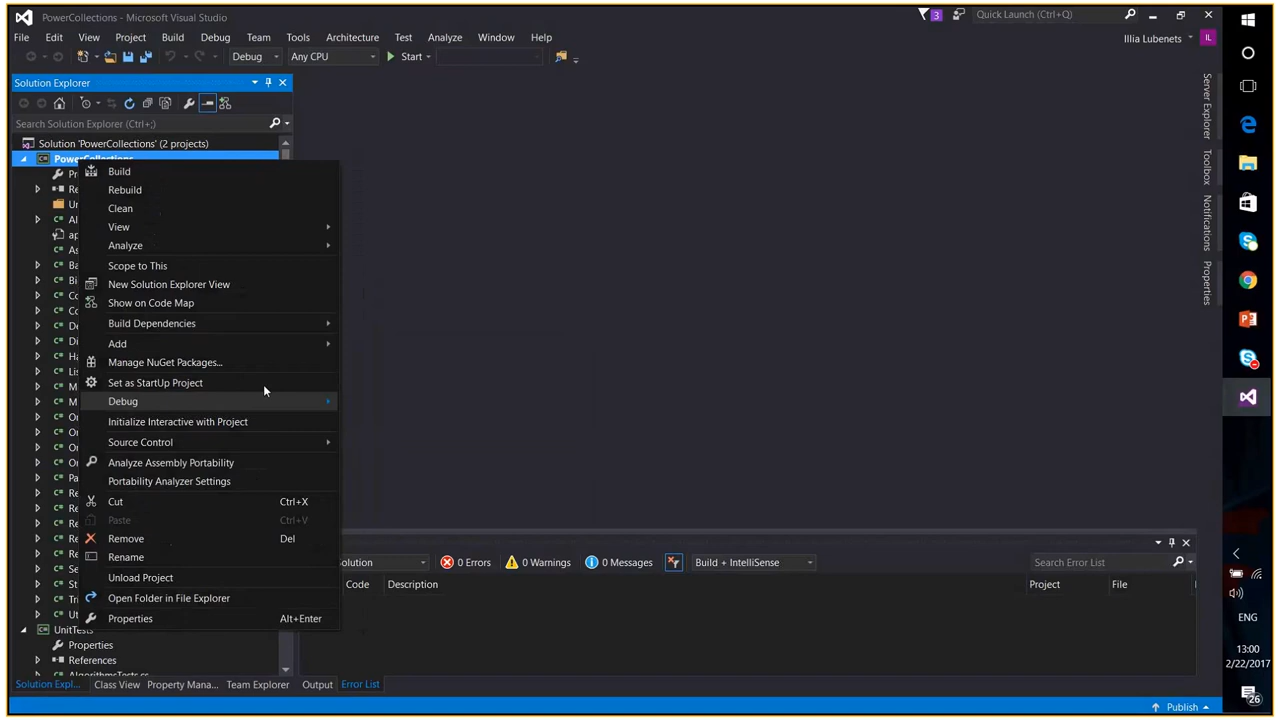 PowerCollections - Microsoft Visual Studio
3
Quick Launch (Ctrl+Q)
File Edit View Project Build Debug Team Tools Architecture Test Analyze Window Help
Illia Lubenets IL
Debug Any CPU Start
Solution Explorer
Search Solution Explorer (Ctrl+;)
Solution 'PowerCollections' (2 projects)
PowerCollections
Build
Rebuild
Clean
View
Analyze
Scope to This
New Solution Explorer View
Show on Code Map
Build Dependencies
Add
Manage NuGet Packages...
Set as StartUp Project
Debug
Initialize Interactive with Project
Source Control
Analyze Assembly Portability
Portability Analyzer Settings
Cut Ctrl+X
Paste Ctrl+V
Remove Del
Rename
Unload Project
Open Folder in File Explorer
Properties Alt+Enter
UnitTests
Properties
References
AlgorithmsTests.cs
Solution Expl... Class View Property Mana... Team Explorer Output Error List
olution 0 Errors 0 Warnings 0 Messages Build + IntelliSense Search Error List
Code Description Project File
Server Explorer
Toolbox
Notifications
Properties
ENG
13:00
2/22/2017
26
Publish